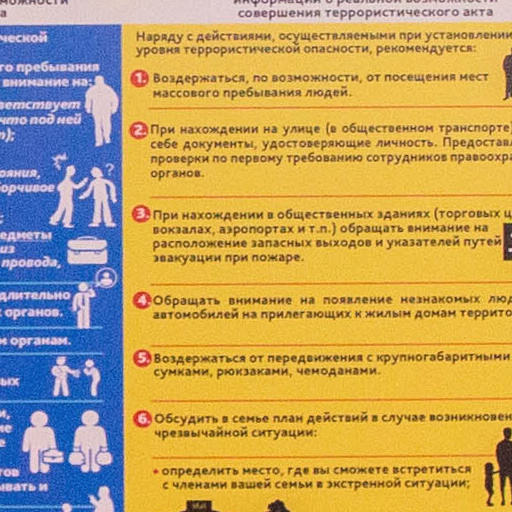 можности
информации о реальной возможности
а
совершения террористического акта
ческой
го пребывания
внимание на:
ветствует
что под ней
т);
ояния,
борчивое
:
едметы
из
провода,
длительно
х органов.
м органам.
ых
и,
ие
е
тов
ывать и
Наряду с действиями, осуществляемыми при установлении
уровня террористической опасности, рекомендуется:
1. Воздержаться, по возможности, от посещения мест
массового пребывания людей.
2. При нахождении на улице (в общественном транспорте)
себе документы, удостоверяющие личность. Предостав
проверки по первому требованию сотрудников правоохра
органов.
3. При нахождении в общественных зданиях (торговых ц
вокзалах, аэропортах и т.п.) обращать внимание на
расположение запасных выходов и указателей путей
эвакуации при пожаре.
4. Обращать внимание на появление незнакомых люд
автомобилей на прилегающих к жилым домам террито
5. Воздержаться от передвижения с крупногабаритными
сумками, рюкзаками, чемоданами.
6. Обсудить в семье план действий в случае возникновен
чрезвычайной ситуации:
• определить место, где вы сможете встретиться
с членами вашей семьи в экстренной ситуации;